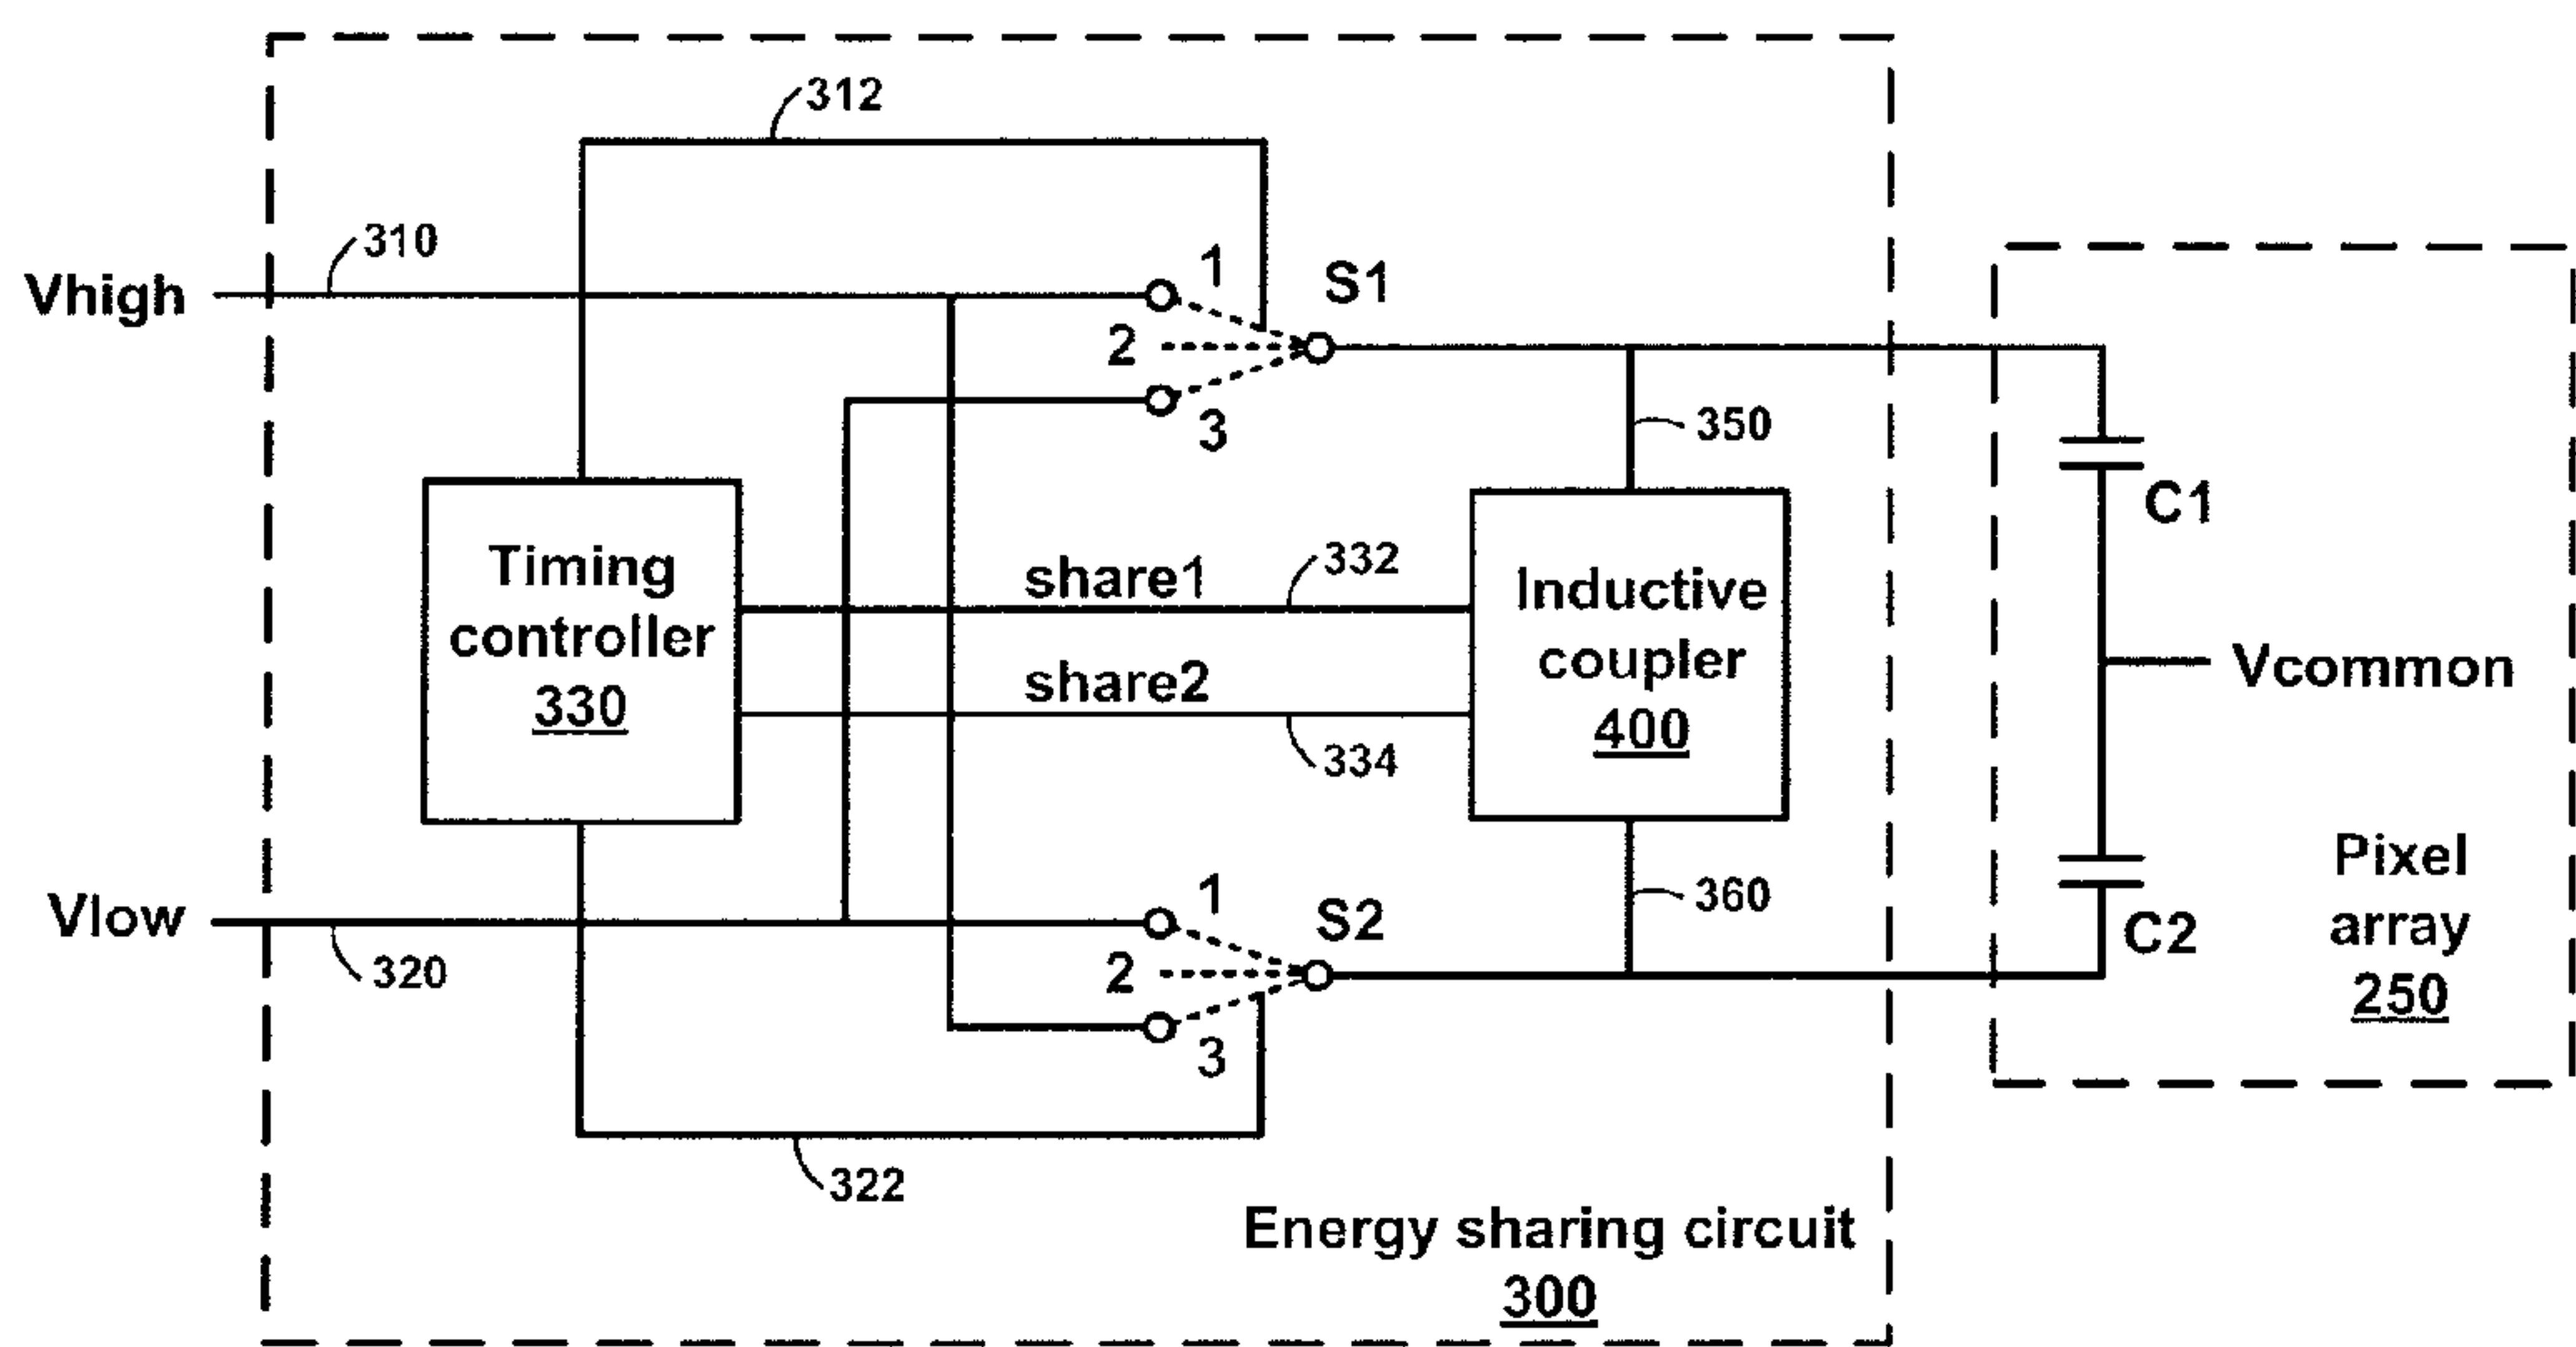 312
310
Vhigh
1
S1
2
3
350
C1
Timing
controller
330
share1
332
share2
334
Inductive
coupler
400
Vcommon
Vlow
320
1
S2
2
3
360
C2
Pixel
array
250
322
Energy sharing circuit
300